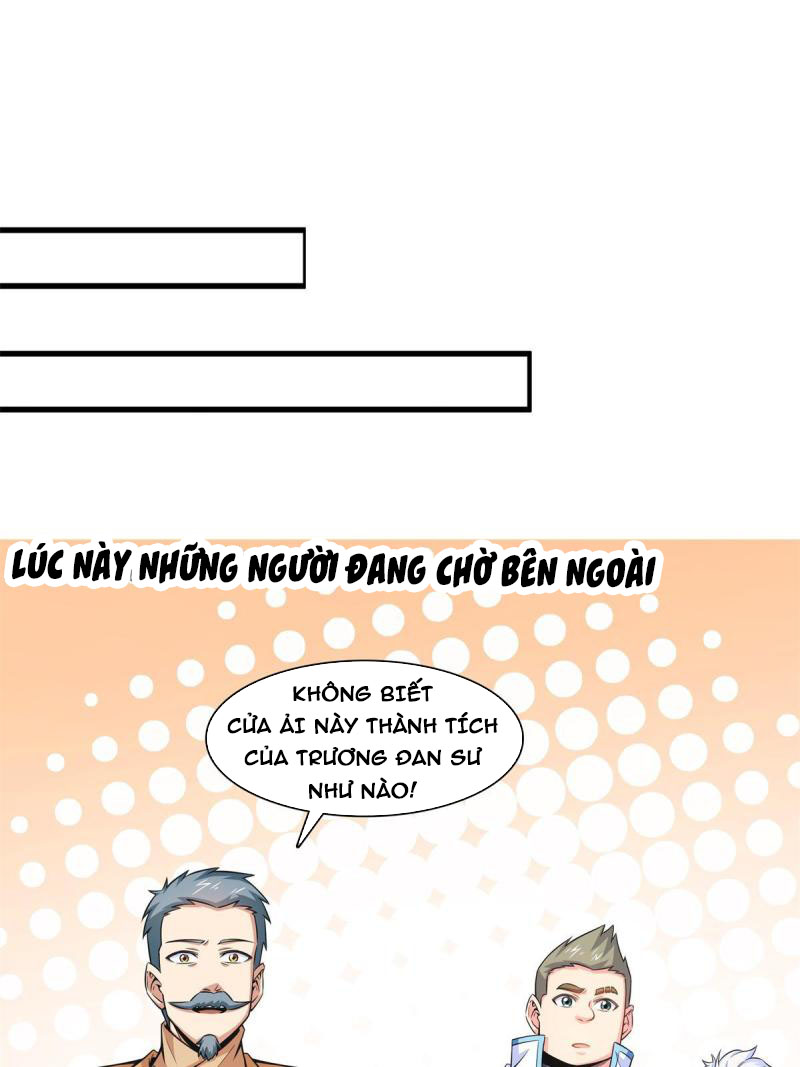 LÚC NÀY NHỮNG NGƯỜI ĐANG CHỜ BÊN NGOÀI
KHÔNG BIẾT
CỬA ẢI NÀY THÀNH TÍCH
CỦA TRƯƠNG ĐAN SƯ
NHƯ NÀO!